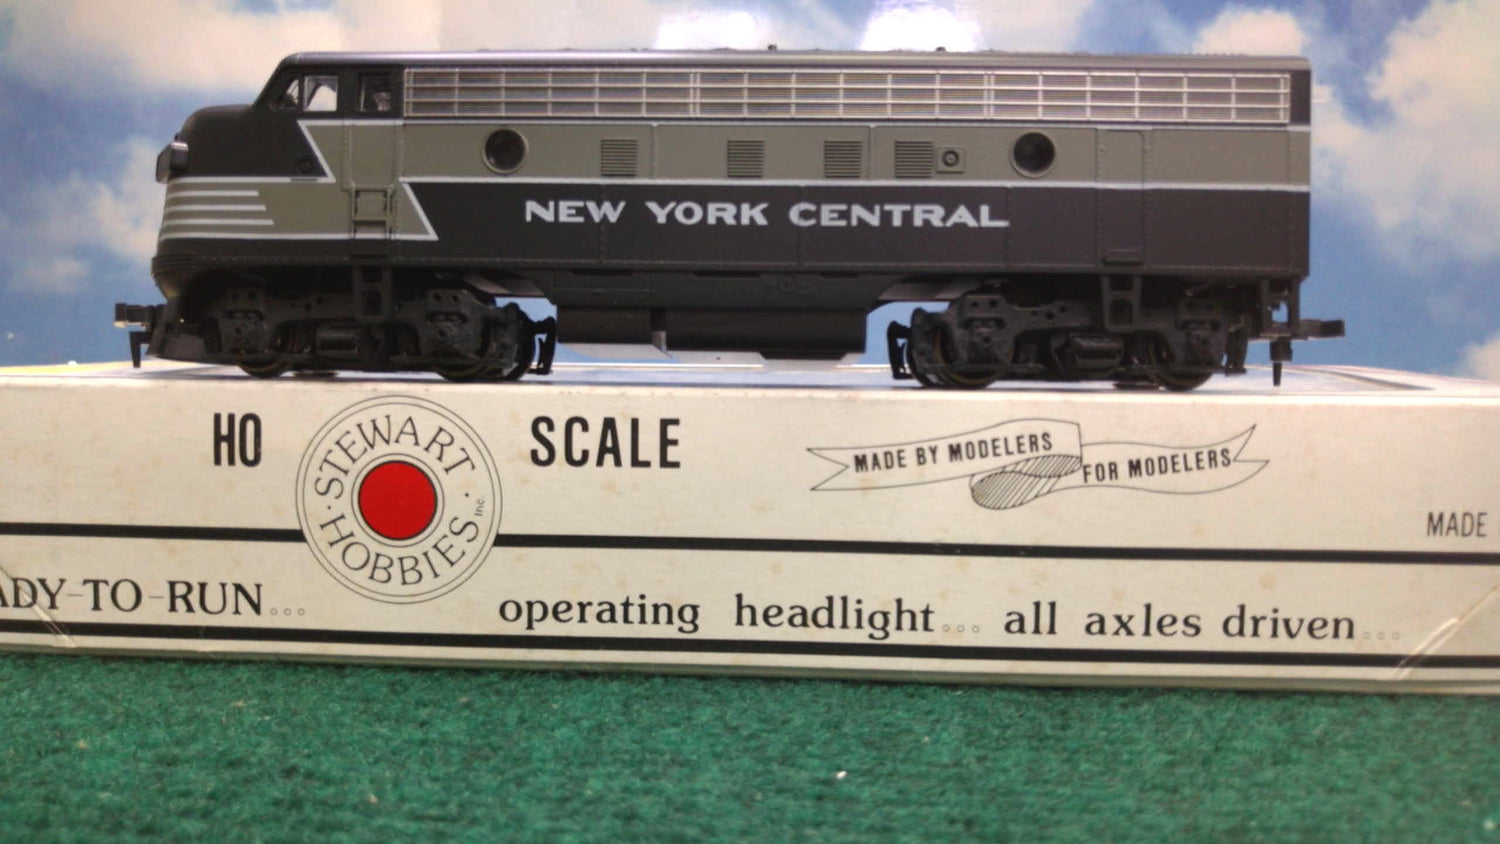 NEW YORK CENTRAL
HO SCALE
STEWART HOBBIES Inc.
MADE BY MODELERS
FOR MODELERS
MADE
ADY-TO-RUN...
operating headlight... all axles driven...